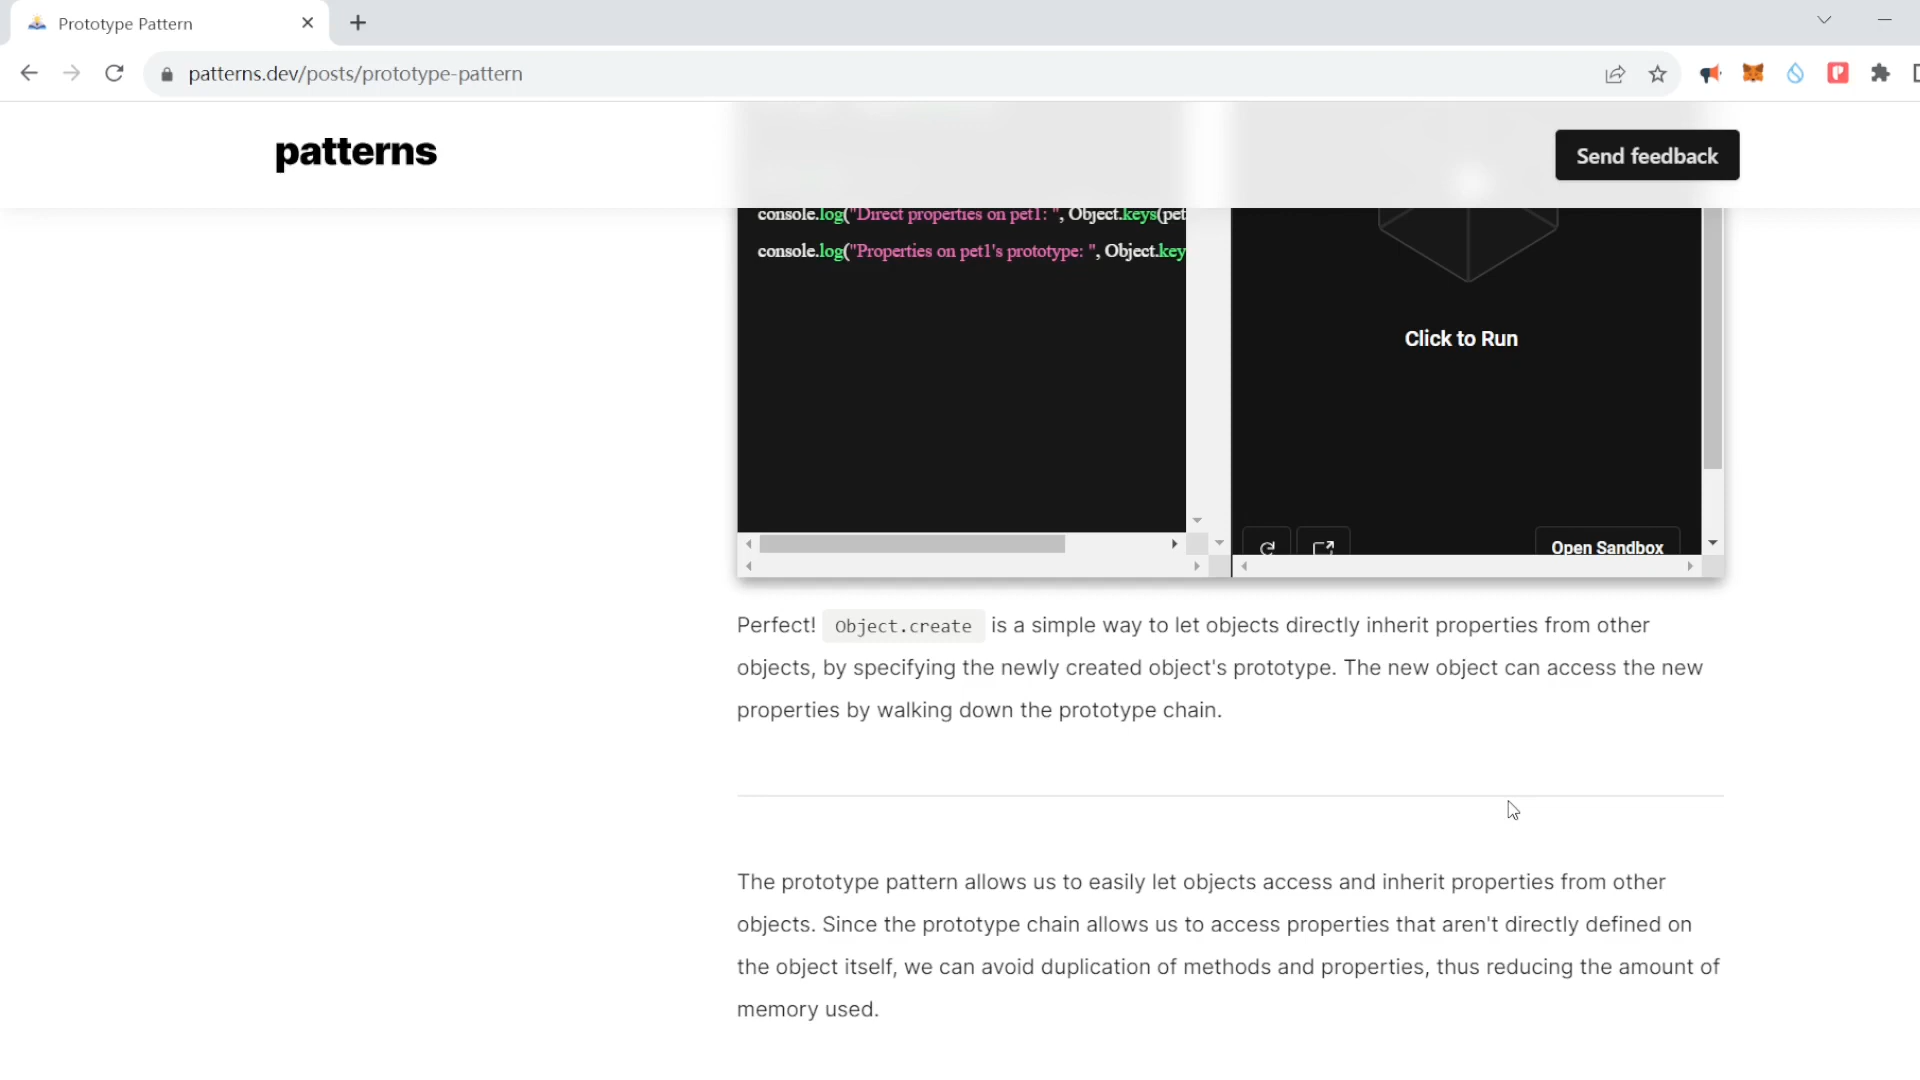 Prototype Pattern
patterns.dev/posts/prototype-pattern
patterns
Send feedback
console.log("Direct properties on pet1: ", Object.keys(pet
console.log("Properties on pet1's prototype: ", Object.key
Click to Run
Open Sandbox
Perfect! Object.create is a simple way to let objects directly inherit properties from other
objects, by specifying the newly created object's prototype. The new object can access the new
properties by walking down the prototype chain.
The prototype pattern allows us to easily let objects access and inherit properties from other
objects. Since the prototype chain allows us to access properties that aren't directly defined on
the object itself, we can avoid duplication of methods and properties, thus reducing the amount of
memory used.